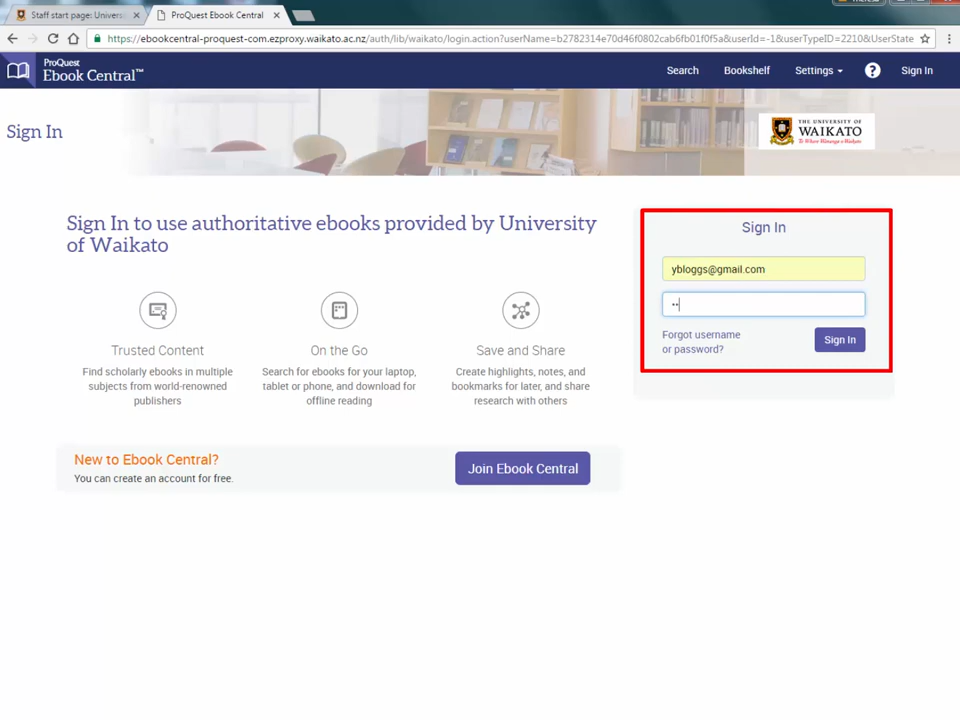 Staff start page: Universi
ProQuest Ebook Central
https://ebookcentral-proquest-com.ezproxy.waikato.ac.nz/auth/lib/waikato/login.action?userName=b2782314e70d46f0802cab6fb01f0f5a&userId=-1&userTypeID=2210&UserState
ProQuest
Ebook Central™
Search
Bookshelf
Settings
?
Sign In
Sign In
THE UNIVERSITY OF
WAIKATO
Te Whare Wānanga o Waikato
Sign In to use authoritative ebooks provided by University
of Waikato
Trusted Content
Find scholarly ebooks in multiple
subjects from world-renowned
publishers
On the Go
Search for ebooks for your laptop,
tablet or phone, and download for
offline reading
Save and Share
Create highlights, notes, and
bookmarks for later, and share
research with others
New to Ebook Central?
You can create an account for free.
Join Ebook Central
Sign In
ybloggs@gmail.com
Forgot username
or password?
Sign In